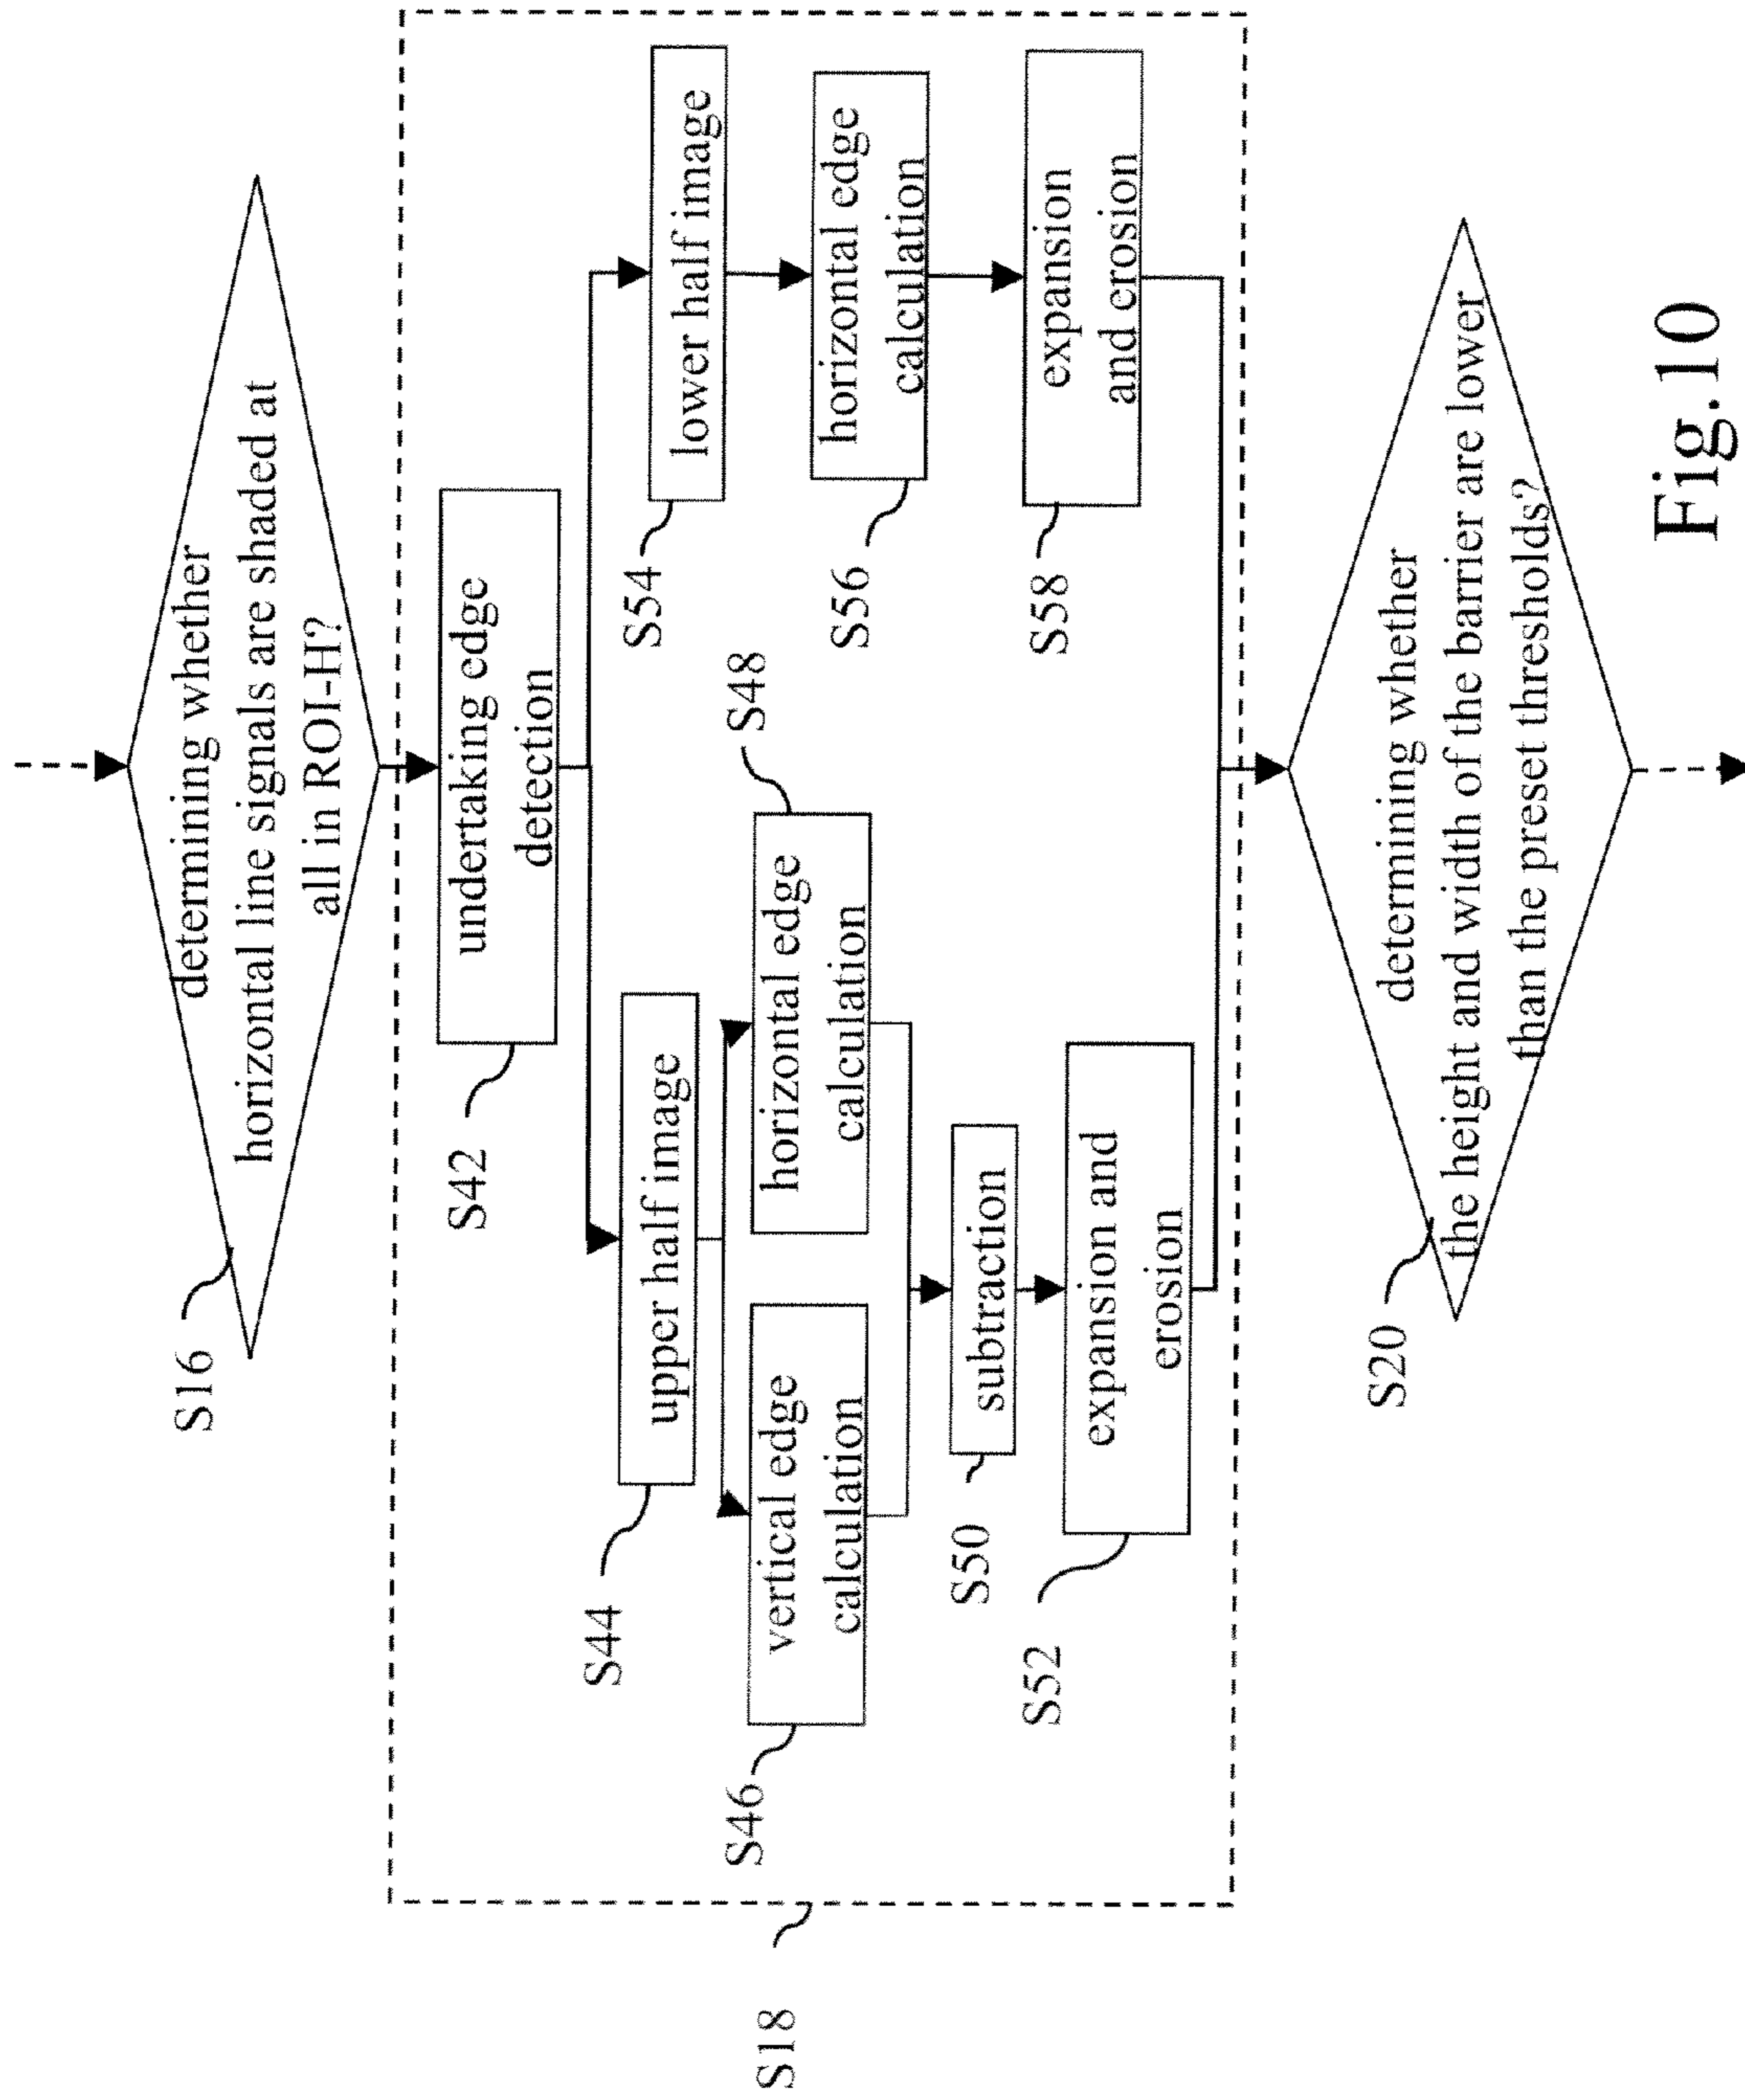 S16
determining whether
horizontal line signals are shaded at
all in ROI-H?
S18
S42
undertaking edge
detection
S44
upper half image
S46
vertical edge
calculation
S48
horizontal edge
calculation
S50
subtraction
S52
expansion and
erosion
S54
lower half image
S56
horizontal edge
calculation
S58
expansion
and erosion
S20
determining whether
the height and width of the barrier are lower
than the preset thresholds?
Fig.10